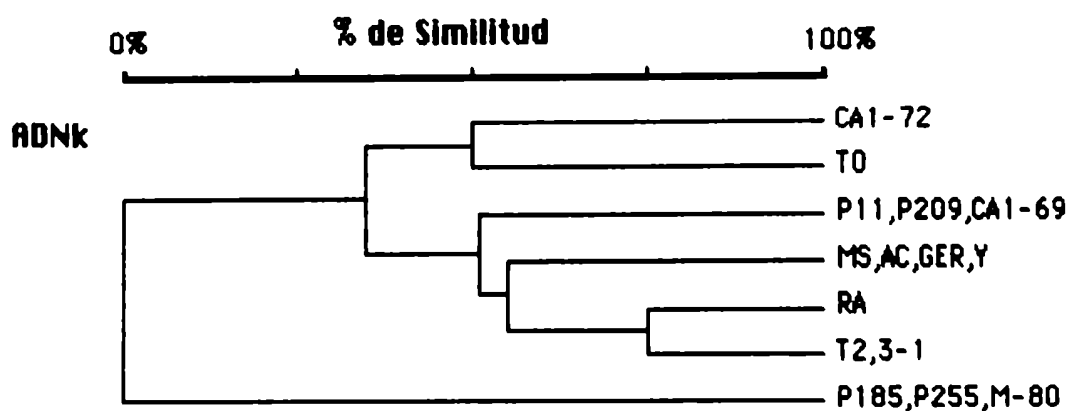 0% % de Similitud 100%
ADNk
CA1-72
TO
P11,P209,CA1-69
MS,AC,GER,Y
RA
T2,3-1
P185,P255,M-80